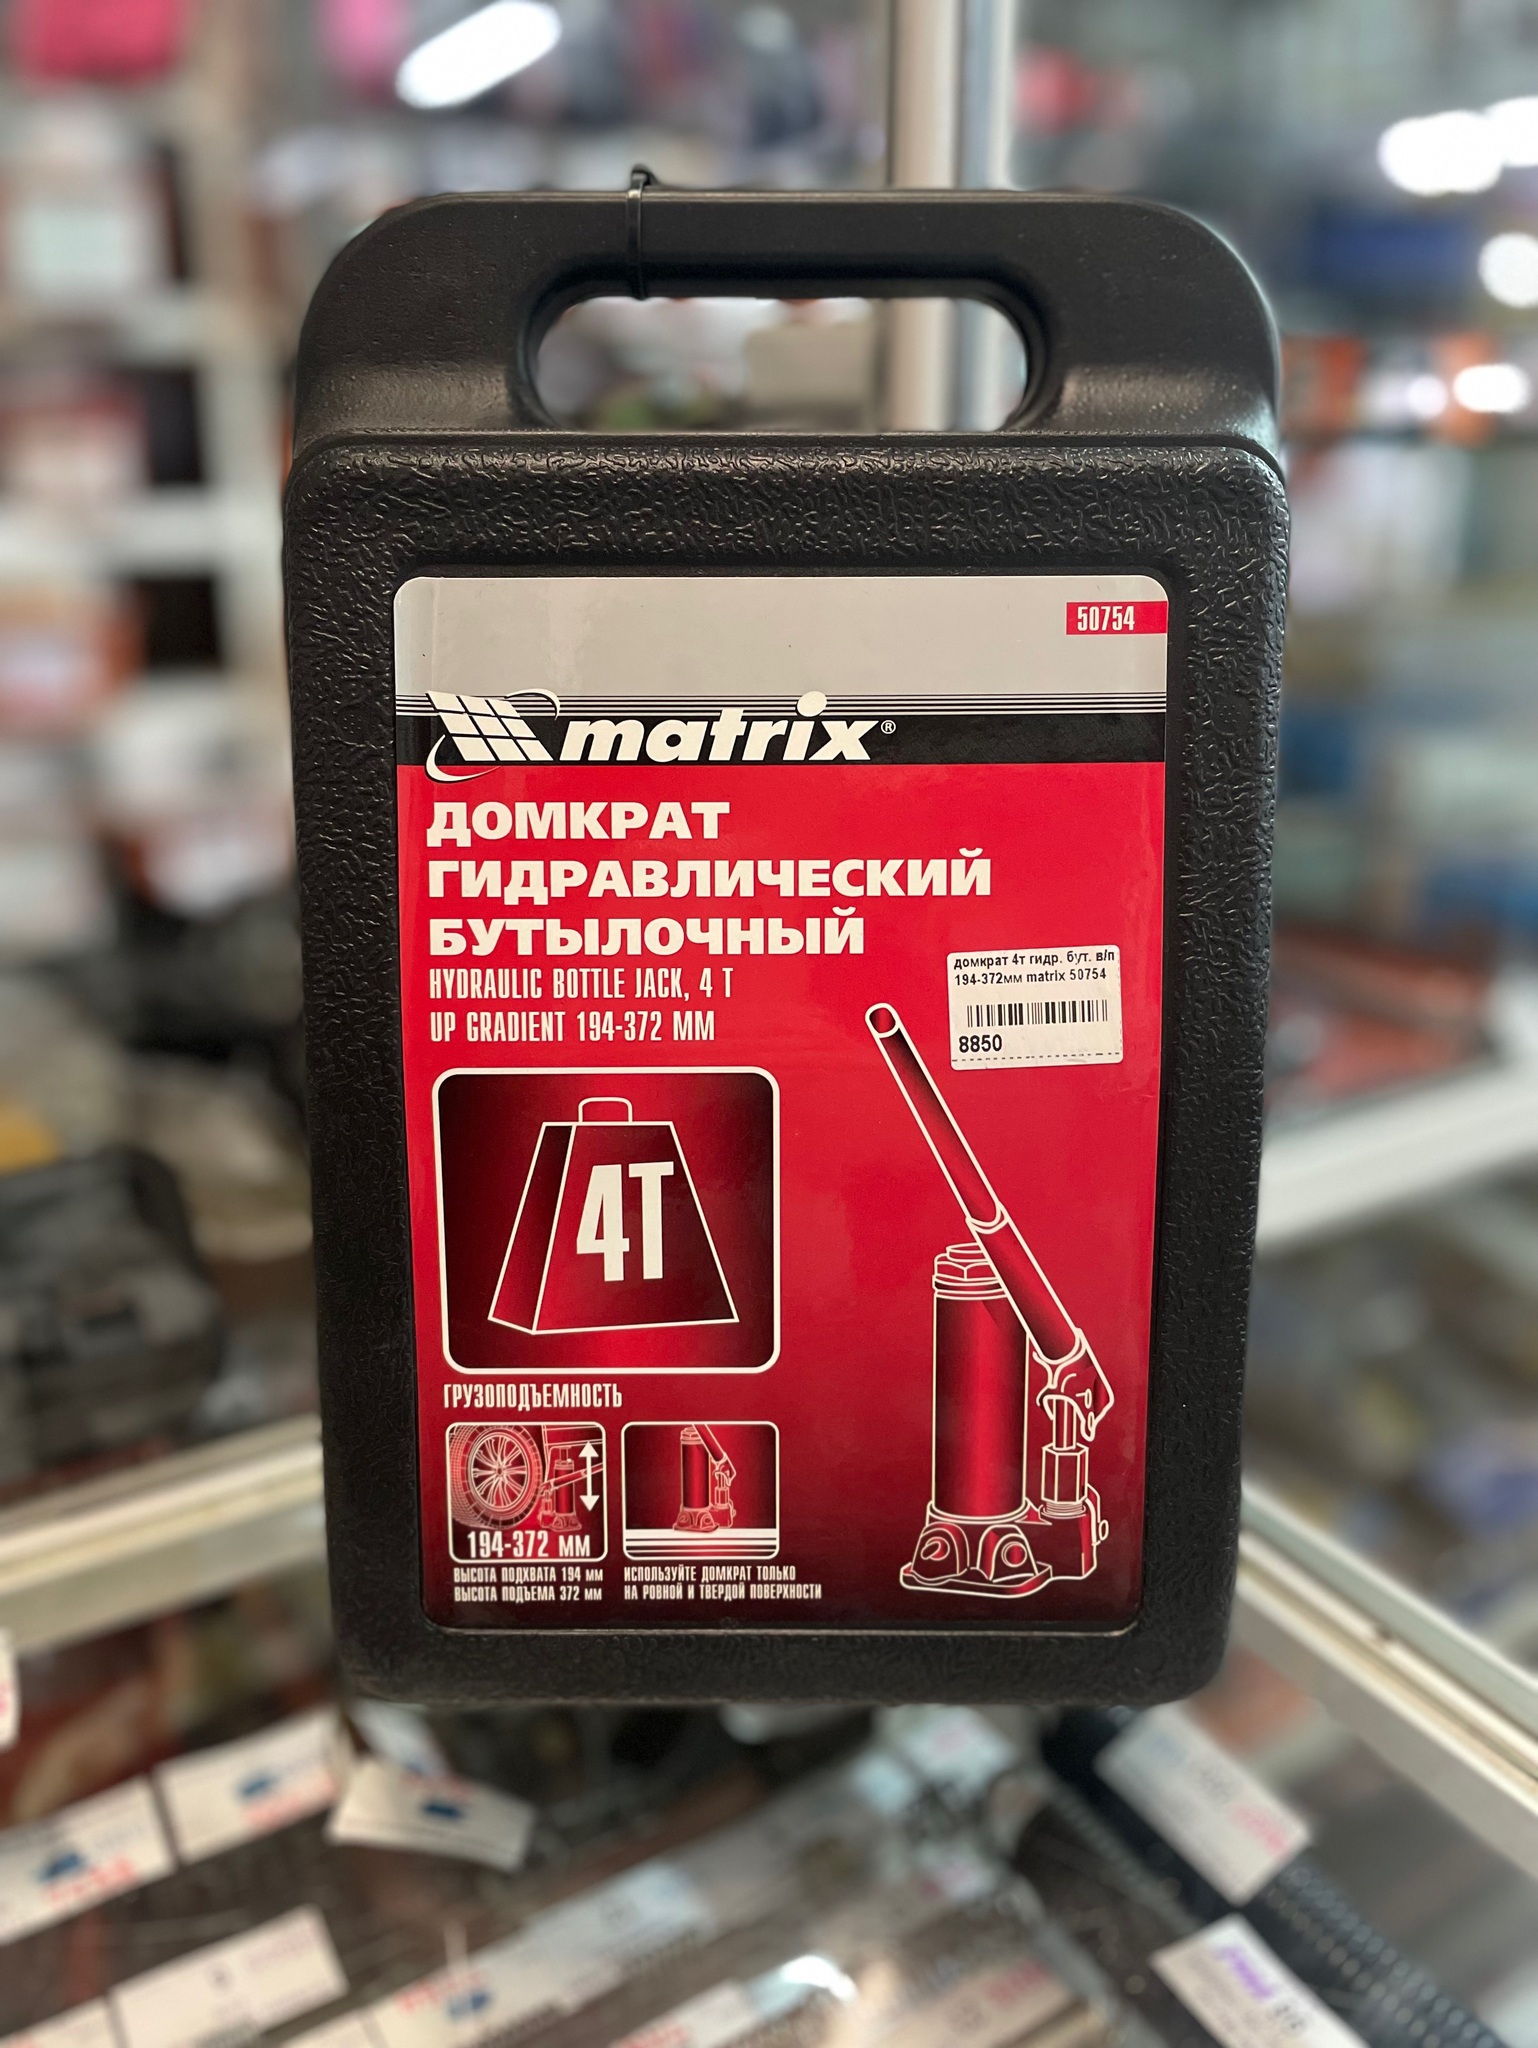 50754
matrix®
ДОМКРАТ
ГИДРАВЛИЧЕСКИЙ
БУТЫЛОЧНЫЙ
HYDRAULIC BOTTLE JACK, 4 T
UP GRADIENT 194-372 MM
домкрат 4т гидр. бут. в/п
194-372мм matrix 50754
8850
4Т
ГРУЗОПОДЪЕМНОСТЬ
194-372 ММ
ВЫСОТА ПОДХВАТА 194 ММ
ВЫСОТА ПОДЪЕМА 372 ММ
ИСПОЛЬЗУЙТЕ ДОМКРАТ ТОЛЬКО
НА РОВНОЙ И ТВЕРДОЙ ПОВЕРХНОСТИ